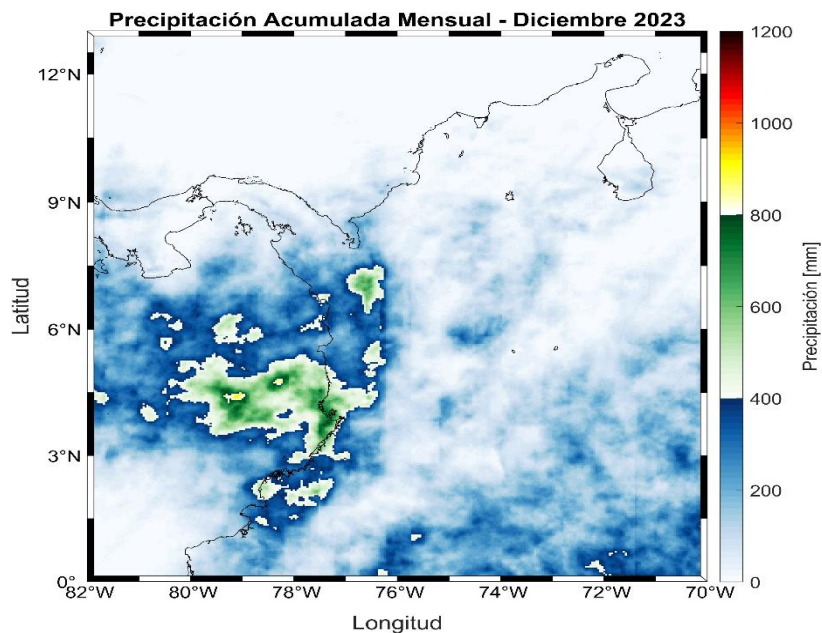 Precipitación Acumulada Mensual - Diciembre 2023
12°N
9°N
6°N
3°N
0°
82°W 80°W 78°W 76°W 74°W 72°W 70°W
Latitud
Longitud
1200
1000
800
600
400
200
0
Precipitación [mm]